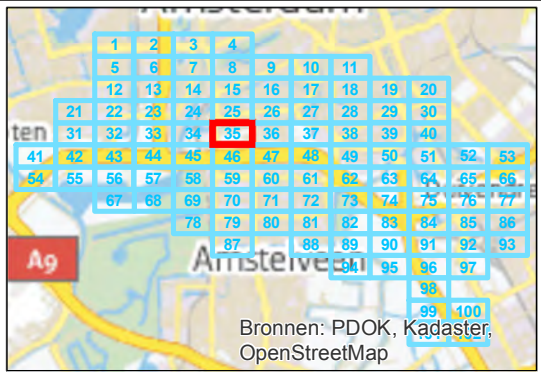 Amsterdam
1 2 3 4
5 6 7 8 9 10 11
12 13 14 15 16 17 18 19 20
21 22 23 24 25 26 27 28 29 30
ten 31 32 33 34 35 36 37 38 39 40
41 42 43 44 45 46 47 48 49 50 51 52 53
54 55 56 57 58 59 60 61 62 63 64 65 66
67 68 69 70 71 72 73 74 75 76 77
78 79 80 81 82 83 84 85 86
87 88 89 90 91 92 93
A9 Amstelveen
94 95 96 97
98
99 100
Bronnen: PDOK, Kadaster,
101 102
OpenStreetMap